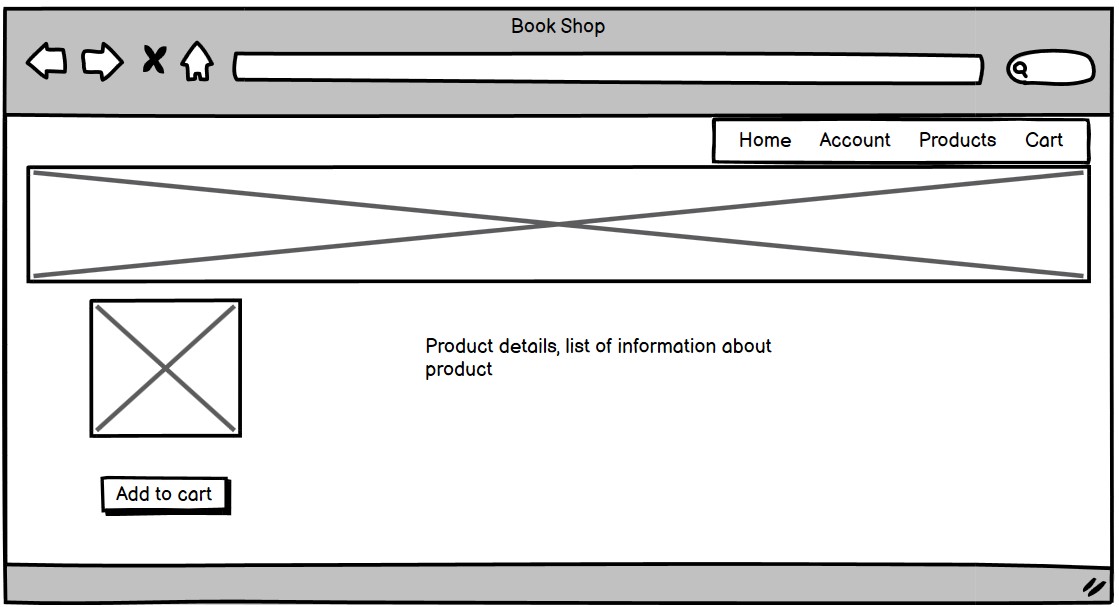 Book Shop
Home Account Products Cart
Product details, list of information about
product
Add to cart